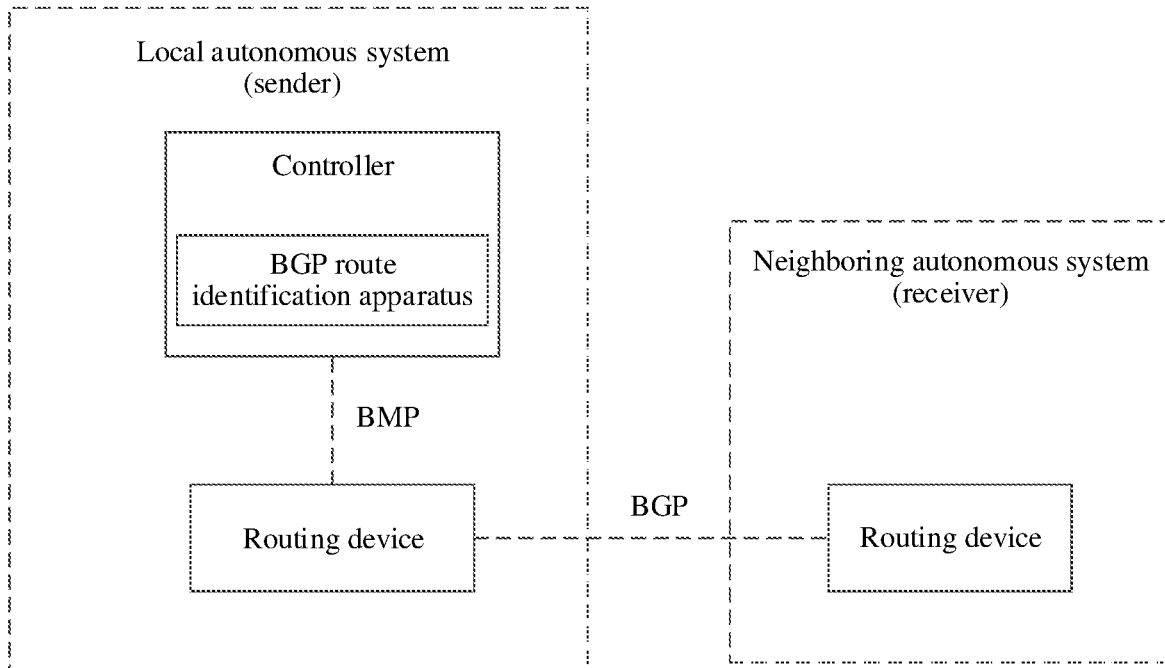 Local autonomous system
(sender)
Controller
BGP route
identification apparatus
BMP
Routing device
BGP
Neighboring autonomous system
(receiver)
Routing device